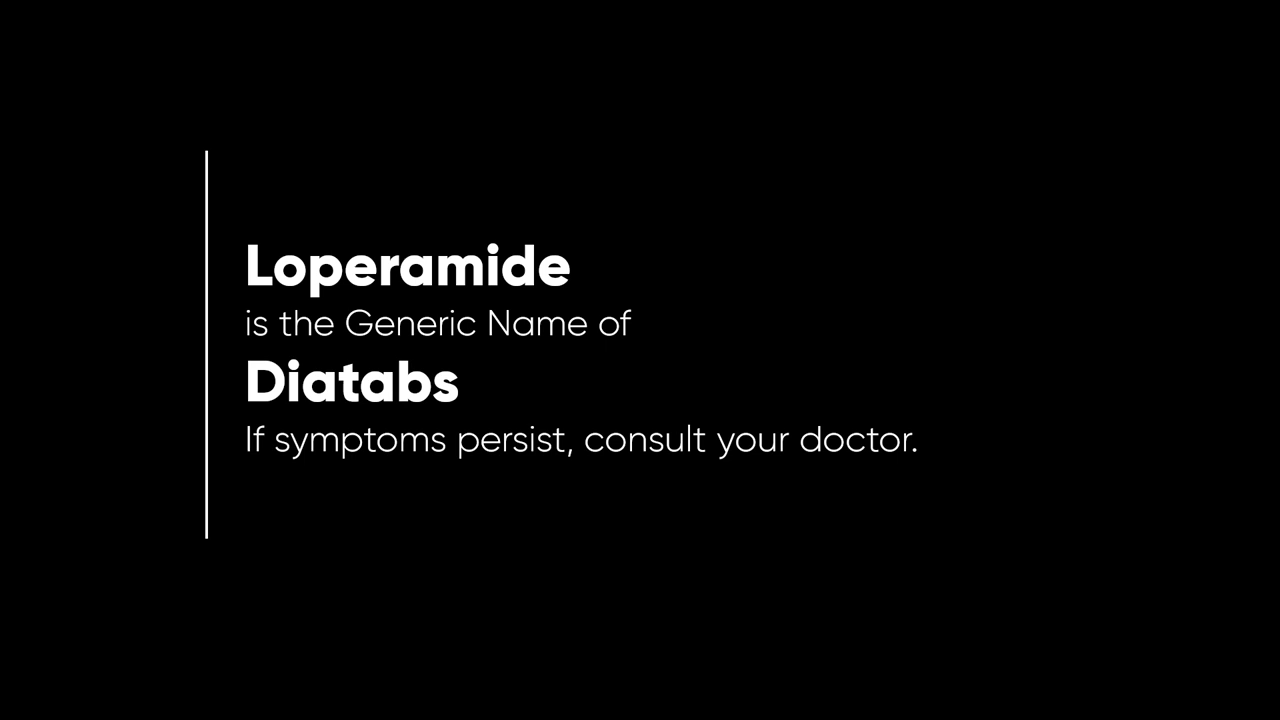 Loperamide
is the Generic Name of
Diatabs
If symptoms persist, consult your doctor.